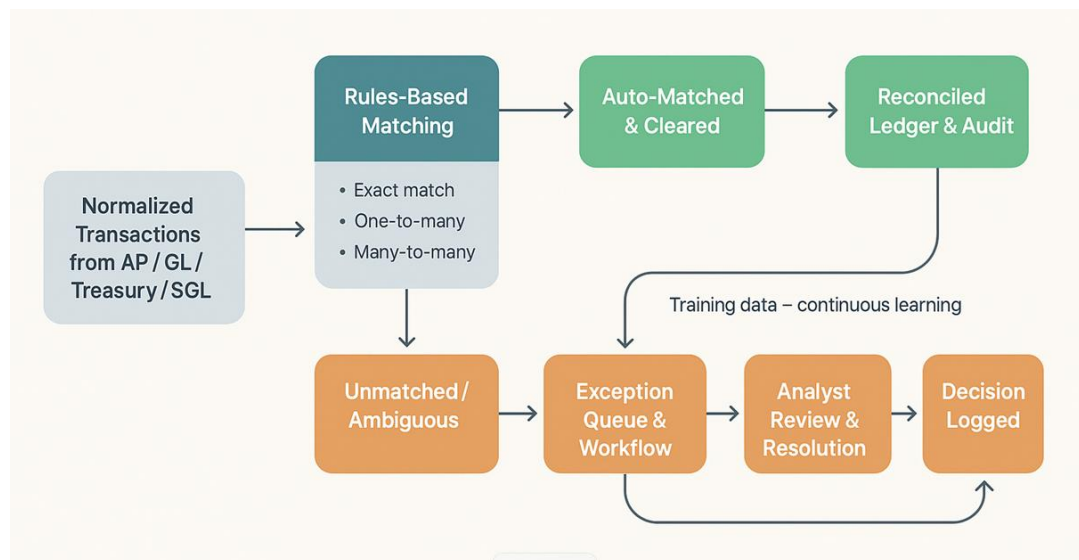 Normalized
Transactions
from AP / GL /
Treasury / SGL
Rules-Based
Matching
• Exact match
• One-to-many
• Many-to-many
Auto-Matched
& Cleared
Reconciled
Ledger & Audit
Training data – continuous learning
Unmatched /
Ambiguous
Exception
Queue &
Workflow
Analyst
Review &
Resolution
Decision
Logged